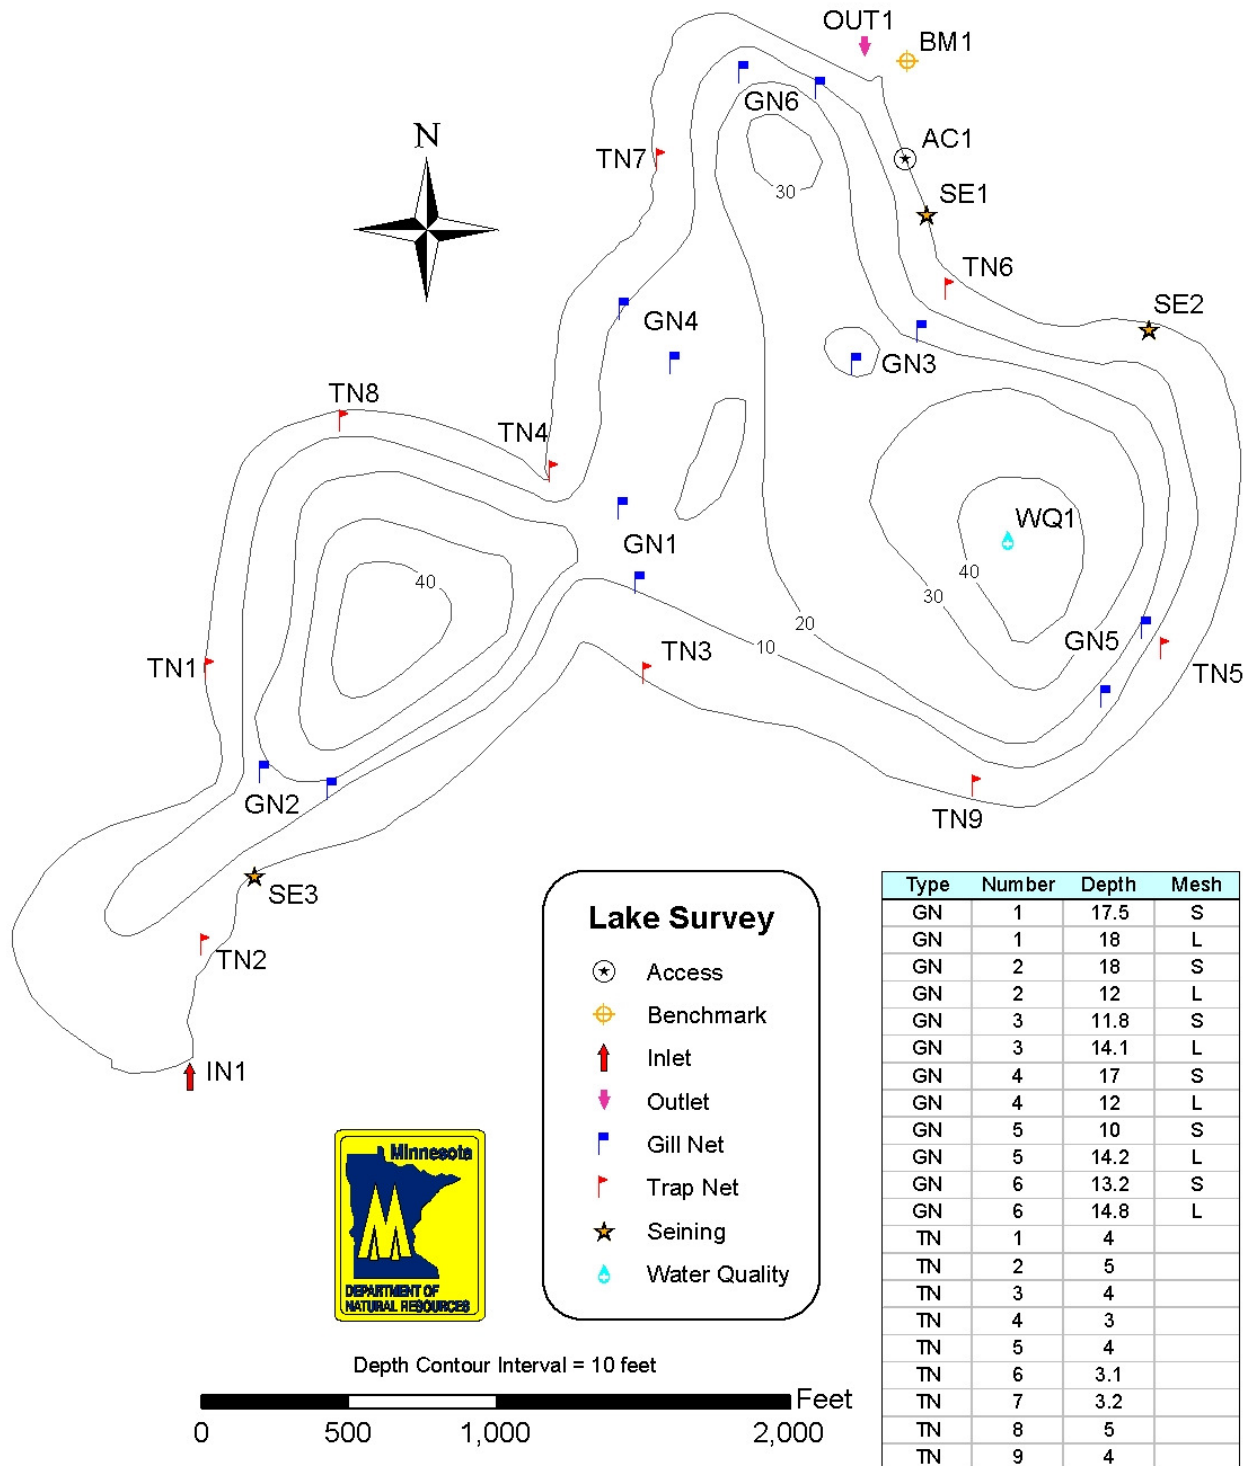 OUT1
BM1
GN6
N
AC1
TN7
30
SE1
TN6
SE2
GN4
GN3
TN8
TN4
WQ1
GN1
40
40
30
20
GN5
TN3
10
TN1
TN5
GN2
TN9
SE3
TN2
IN1
Lake Survey
Access
Benchmark
Inlet
Outlet
Gill Net
Trap Net
Seining
Water Quality
Type Number Depth Mesh
GN 1 17.5 S
GN 1 18 L
GN 2 18 S
GN 2 12 L
GN 3 11.8 S
GN 3 14.1 L
GN 4 17 S
GN 4 12 L
GN 5 10 S
GN 5 14.2 L
GN 6 13.2 S
GN 6 14.8 L
TN 1 4
TN 2 5
TN 3 4
TN 4 3
TN 5 4
TN 6 3.1
TN 7 3.2
TN 8 5
TN 9 4
Minnesota
M
DEPARTMENT OF
NATURAL RESOURCES
Depth Contour Interval = 10 feet
Feet
0 500 1,000 2,000